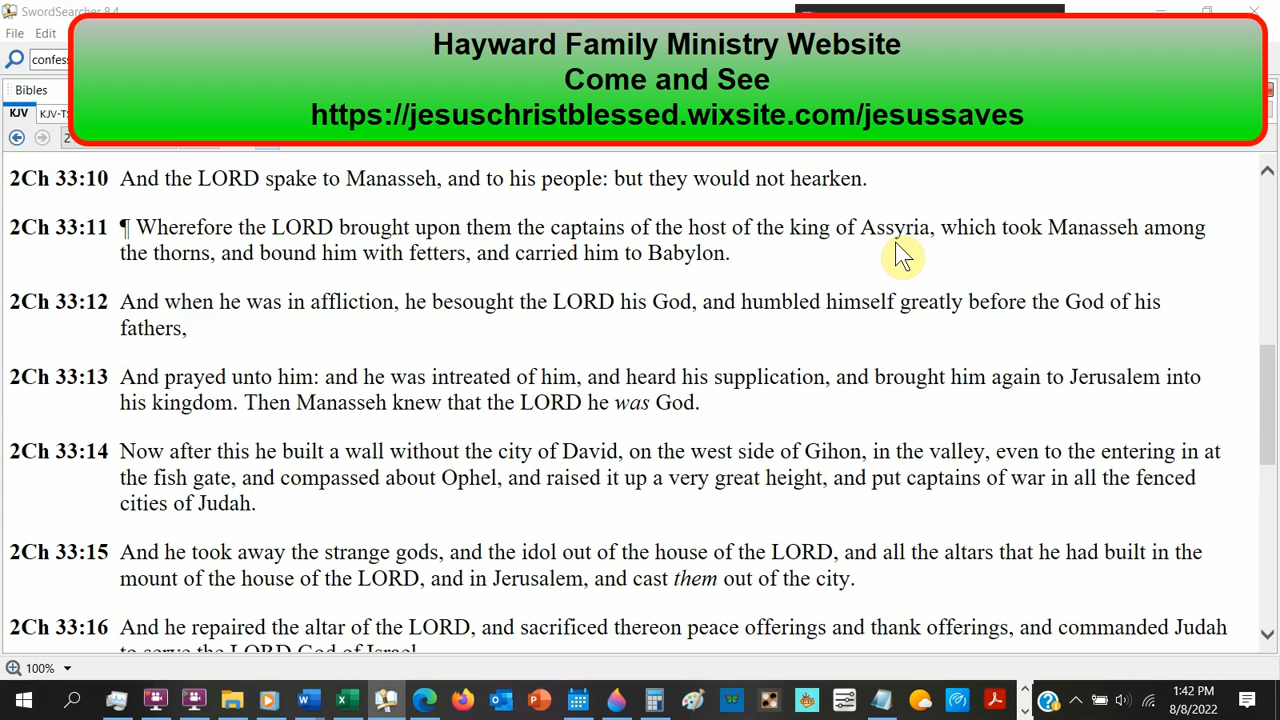 SwordSearcher 8.4
Hayward Family Ministry Website
Come and See
https://jesuschristblessed.wixsite.com/jesussaves
File Edit
confess
Bibles
KJV KJV-T
2
2Ch 33:10 And the LORD spake to Manasseh, and to his people: but they would not hearken.
2Ch 33:11 ¶ Wherefore the LORD brought upon them the captains of the host of the king of Assyria, which took Manasseh among
the thorns, and bound him with fetters, and carried him to Babylon.
2Ch 33:12 And when he was in affliction, he besought the LORD his God, and humbled himself greatly before the God of his
fathers,
2Ch 33:13 And prayed unto him: and he was intreated of him, and heard his supplication, and brought him again to Jerusalem into
his kingdom. Then Manasseh knew that the LORD he was God.
2Ch 33:14 Now after this he built a wall without the city of David, on the west side of Gihon, in the valley, even to the entering in at
the fish gate, and compassed about Ophel, and raised it up a very great height, and put captains of war in all the fenced
cities of Judah.
2Ch 33:15 And he took away the strange gods, and the idol out of the house of the LORD, and all the altars that he had built in the
mount of the house of the LORD, and in Jerusalem, and cast them out of the city.
2Ch 33:16 And he repaired the altar of the LORD, and sacrificed thereon peace offerings and thank offerings, and commanded Judah
to serve the LORD God of Israel
100%
1:42 PM
8/8/2022